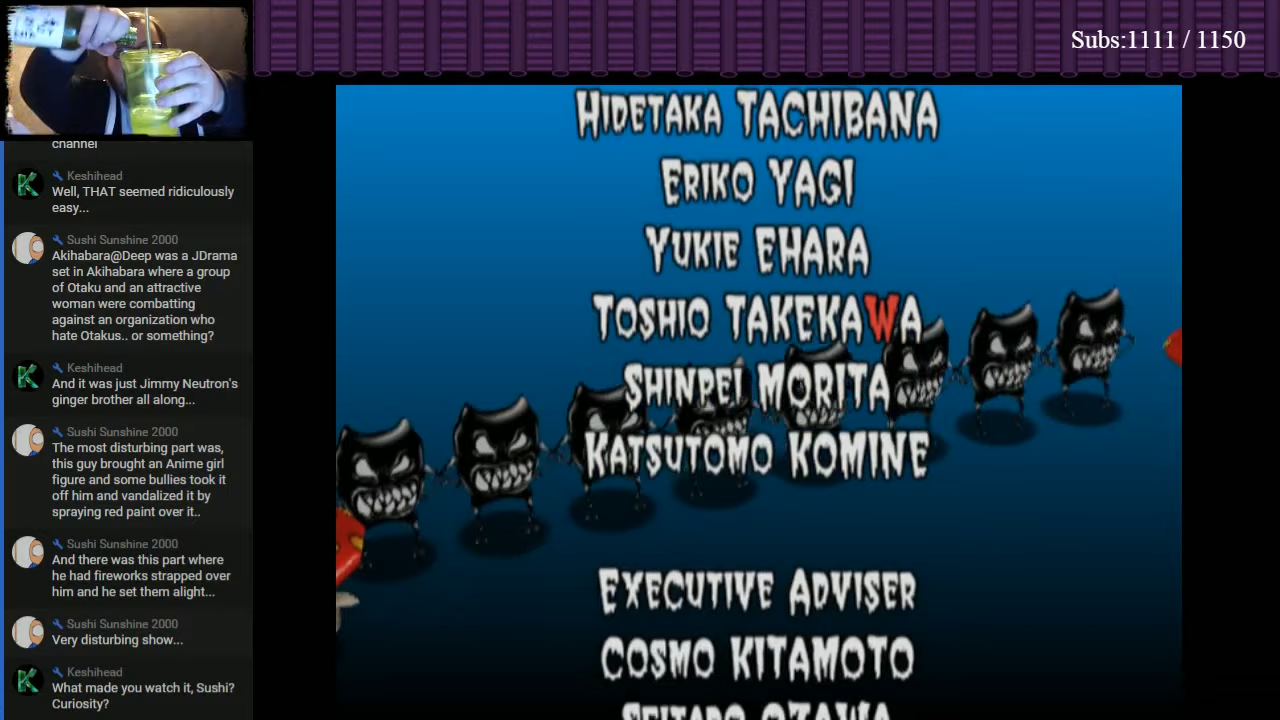 Subs:1111 / 1150
channel
Keshihead
Well, THAT seemed ridiculously
easy...
Sushi Sunshine 2000
Akihabara@Deep was a JDrama
set in Akihabara where a group
of Otaku and an attractive
woman were combatting
against an organization who
hate Otakus.. or something?
Keshihead
And it was just Jimmy Neutron's
ginger brother all along...
Sushi Sunshine 2000
The most disturbing part was,
this guy brought an Anime girl
figure and some bullies took it
off him and vandalized it by
spraying red paint over it..
Sushi Sunshine 2000
And there was this part where
he had fireworks strapped over
him and he set them alight...
Sushi Sunshine 2000
Very disturbing show...
Keshihead
What made you watch it, Sushi?
Curiosity?
HIDETAKA TACHIBANA
ERIKO YAGI
YUKIE EHARA
TOSHIO TAKEKAWA
SHINPEI MORITA
KATSUTOMO KOMINE
EXECUTIVE ADVISER
COSMO KITAMOTO
SEITARO OZAWA